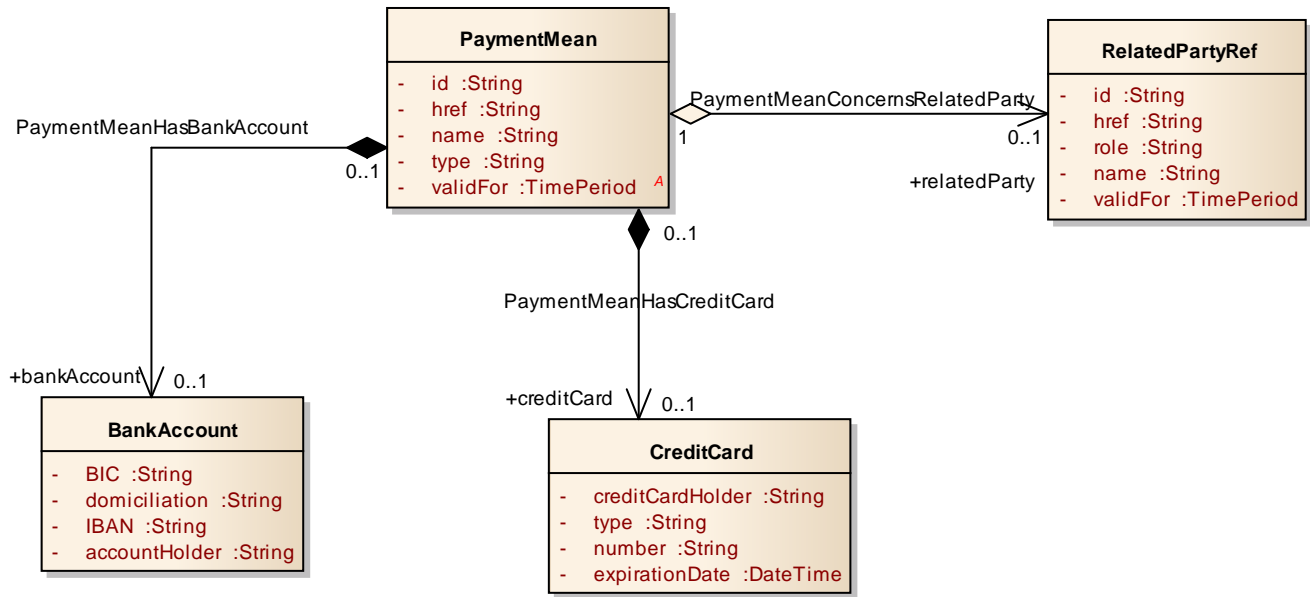 PaymentMean
- id :String
- href :String
- name :String
- type :String
- validFor :TimePeriod A
RelatedPartyRef
- id :String
- href :String
- role :String
- name :String
- validFor :TimePeriod
PaymentMeanConcernsRelatedParty
1
0..1
+relatedParty
PaymentMeanHasBankAccount
0..1
+bankAccount
0..1
0..1
PaymentMeanHasCreditCard
+creditCard
0..1
BankAccount
- BIC :String
- domiciliation :String
- IBAN :String
- accountHolder :String
CreditCard
- creditCardHolder :String
- type :String
- number :String
- expirationDate :DateTime